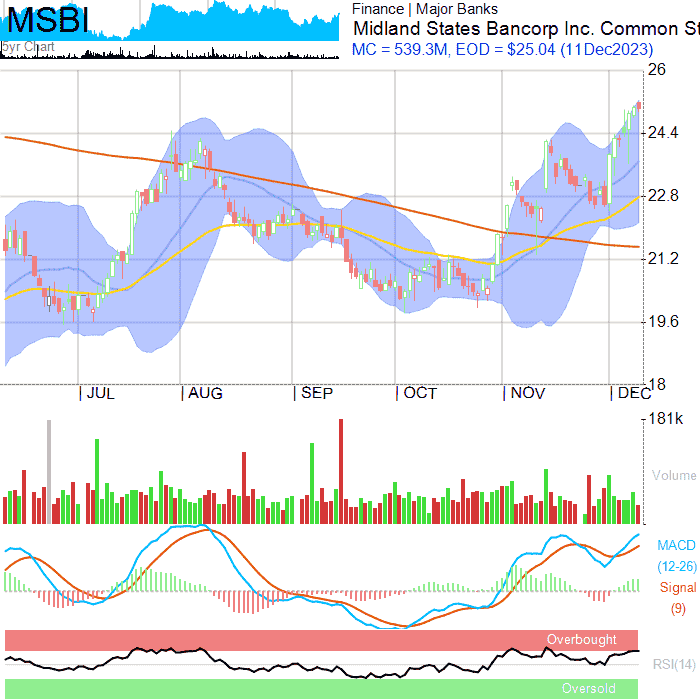 MSBI
5yr Chart
Finance | Major Banks
Midland States Bancorp Inc. Common St
MC = 539.3M, EOD = $25.04 (11Dec2023)
26
24.4
22.8
21.2
19.6
18
JUL AUG SEP OCT NOV DEC
181k
Volume
MACD
(12-26)
Signal
(9)
Overbought
RSI(14)
Oversold